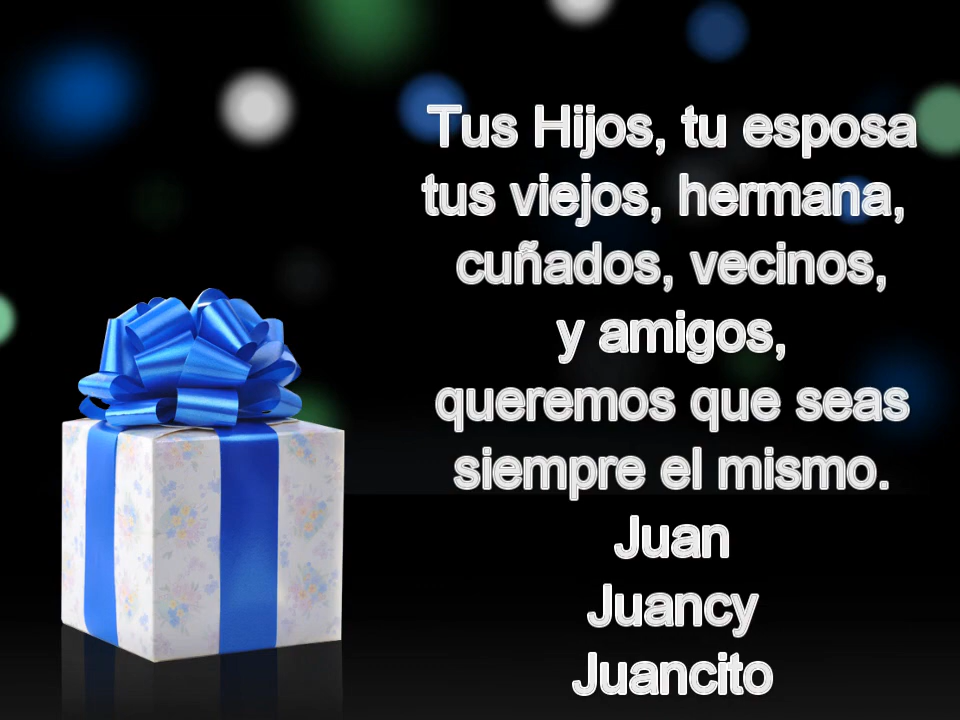 Tus Hijos, tu esposa
tus viejos, hermana,
cuñados, vecinos,
y amigos,
queremos que seas
siempre el mismo.
Juan
Juancy
Juancito